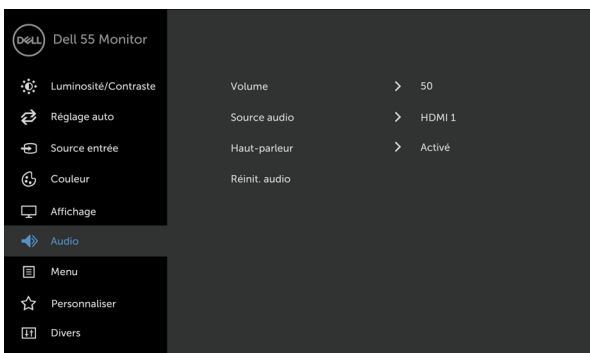 DELL Dell 55 Monitor
Luminosité/Contraste
Réglage auto
Source entrée
Couleur
Affichage
Audio
Menu
Personnaliser
Divers
Volume 50
Source audio HDMI 1
Haut-parleur Activé
Réinit. audio